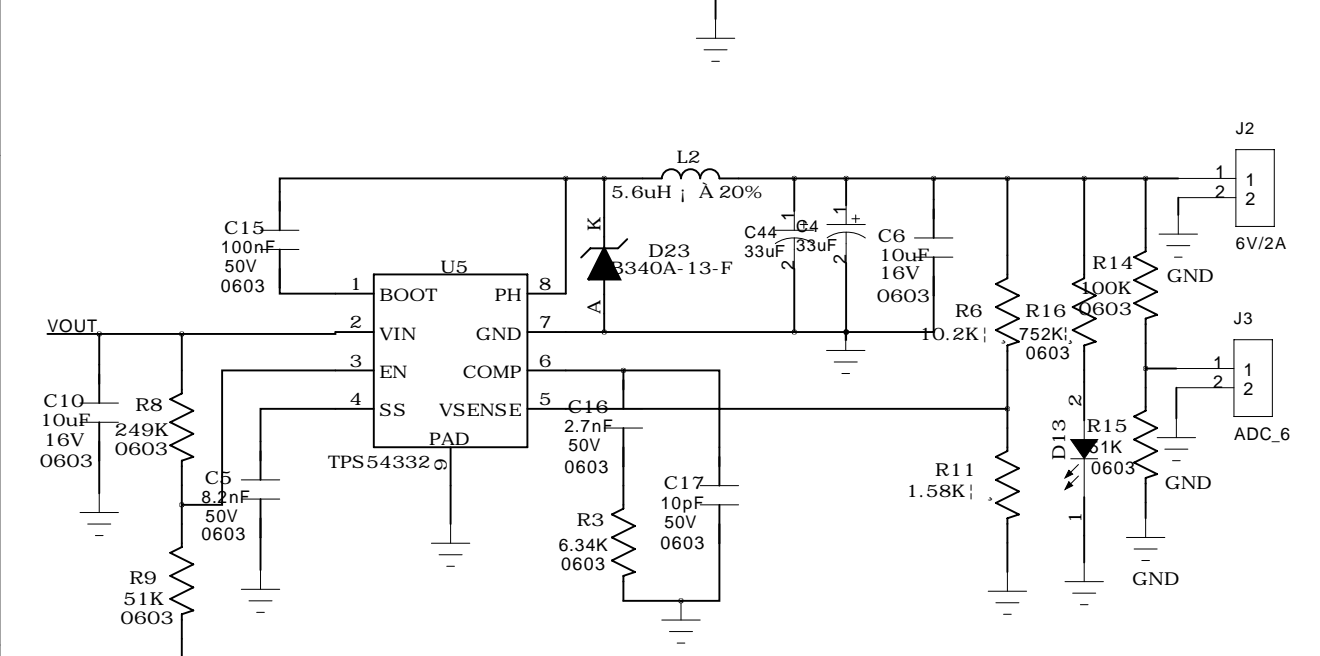 J2
L2
1
1
5.6uH ¡ À 20%
2
2
C15
K
1
1
+
C44
C4
C6
100nF
33uF
33uF
10uF
6V/2A
50V
D23
2
2
16V
B340A-13-F
R14
GND
0603
U5
100K
0603
A
0603
1
BOOT
PH
8
R6
R16
J3
VOUT
2
VIN
GND
7
10.2K¦
752K¦
0603
3
EN
COMP
6
1
1
2
2
C10
R8
4
SS
VSENSE
5
C16
2
10uF
249K
2.7nF
R15
ADC_6
16V
0603
PAD
50V
D13
51K
0603
TPS54332
9
0603
0603
C5
R11
GND
8.2nF
C17
1.58K¦
50V
10pF
0603
R3
50V
1
6.34K
0603
0603
R9
GND
51K
0603